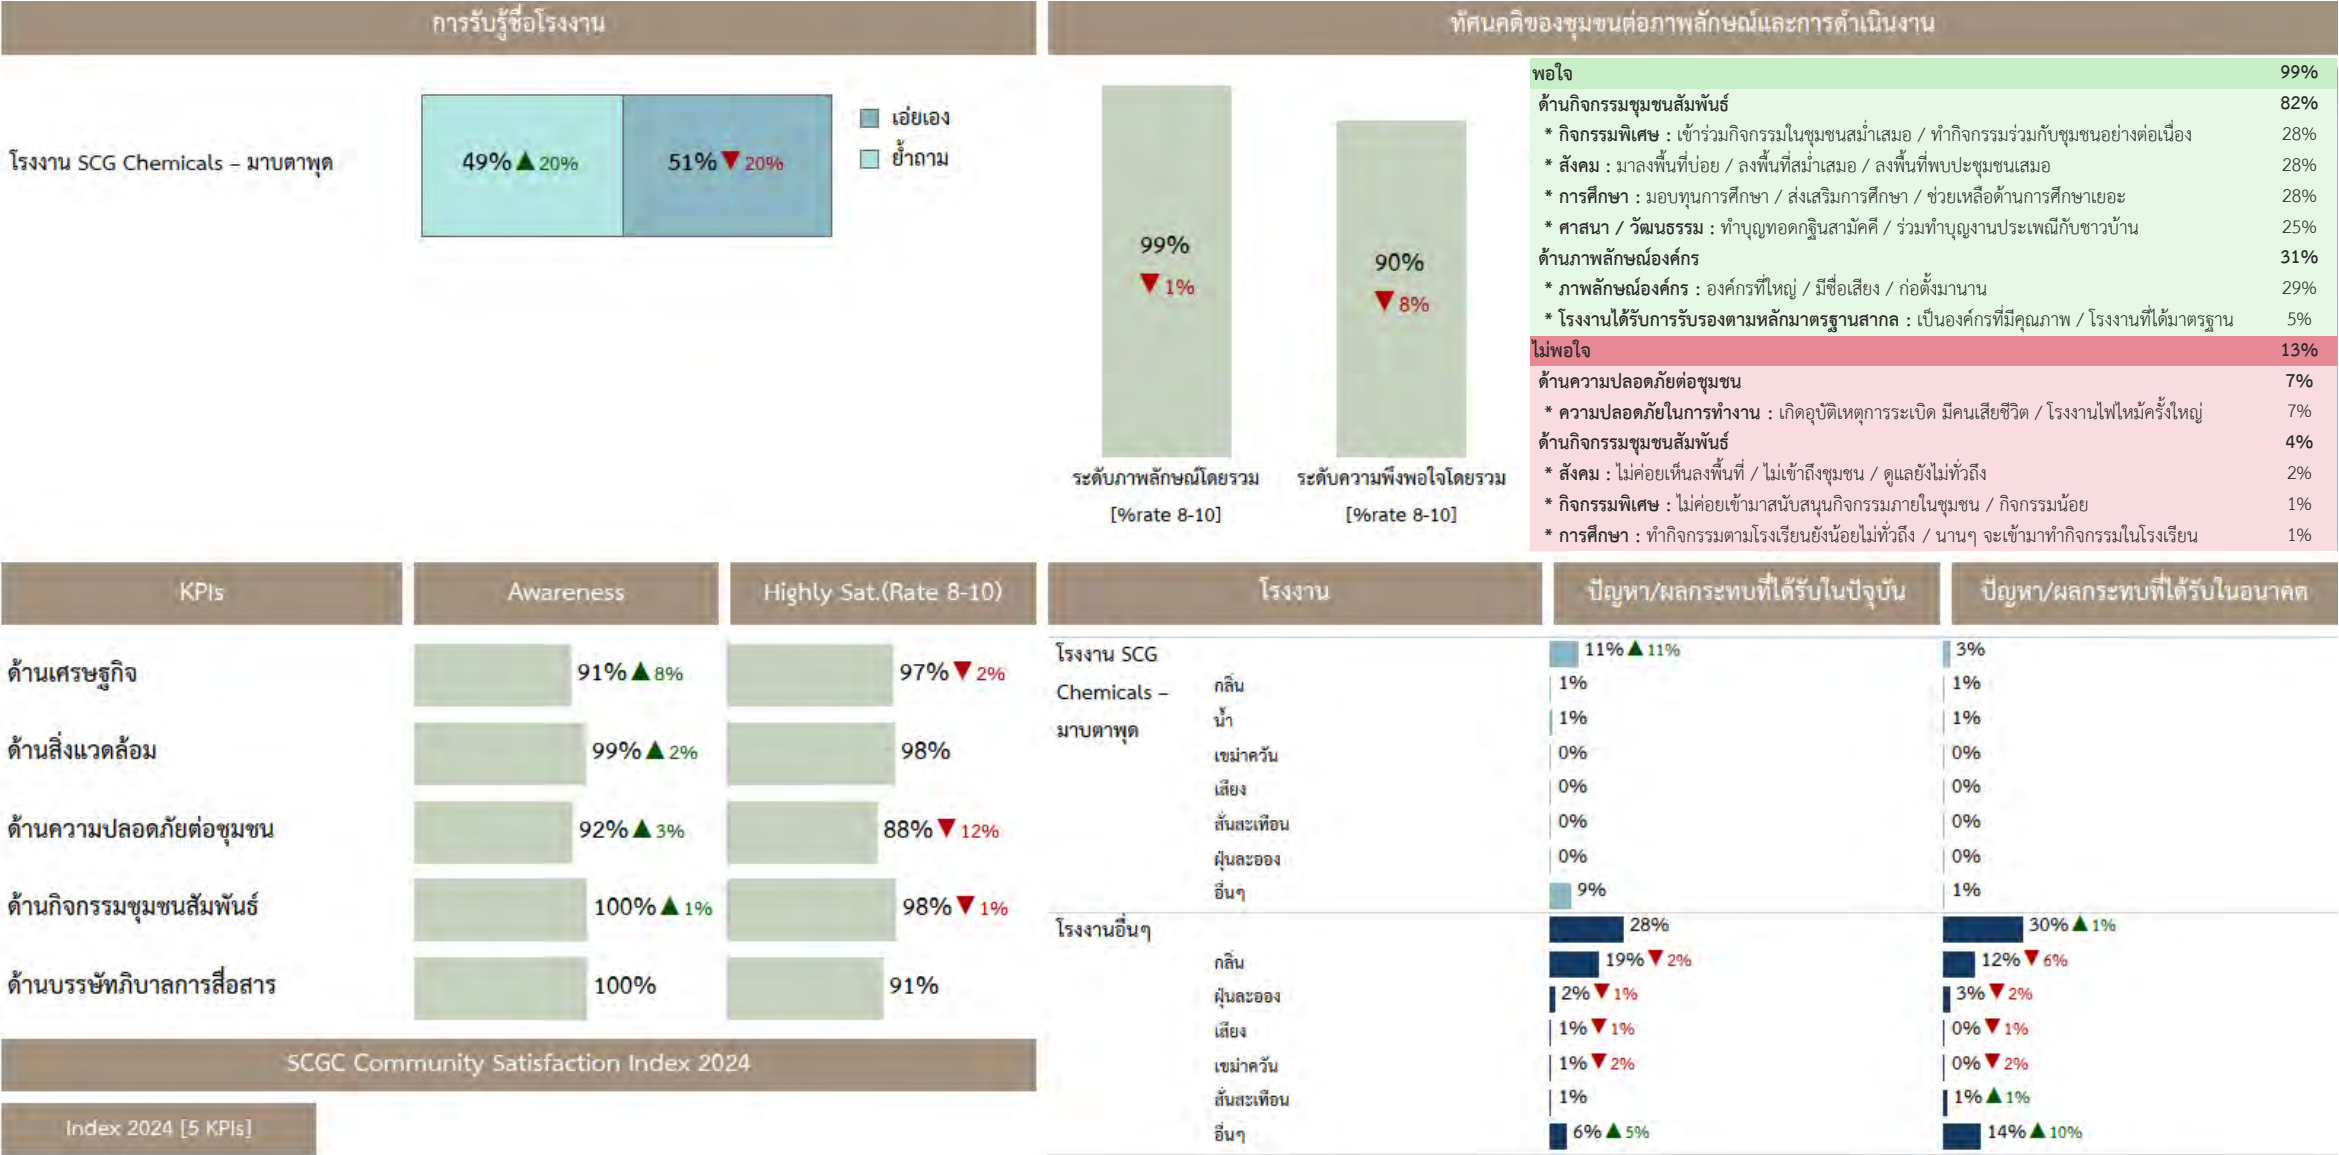 การรับรู้ชื่อโรงงาน
โรงงาน SCG Chemicals – มาบตาพุด
49% ▲ 20%
51% ▼ 20%
เอ่ยเอง
ย้ำถาม
ทัศนคติของชุมชนต่อภาพลักษณ์และการดำเนินงาน
99%
▼ 1%
90%
▼ 8%
ระดับภาพลักษณ์โดยรวม
[%rate 8-10]
ระดับความพึงพอใจโดยรวม
[%rate 8-10]
พอใจ 99%
ด้านกิจกรรมชุมชนสัมพันธ์ 82%
* กิจกรรมพิเศษ : เข้าร่วมกิจกรรมในชุมชนสม่ำเสมอ / ทำกิจกรรมร่วมกับชุมชนอย่างต่อเนื่อง 28%
* สังคม : มาลงพื้นที่บ่อย / ลงพื้นที่สม่ำเสมอ / ลงพื้นที่พบปะชุมชนเสมอ 28%
* การศึกษา : มอบทุนการศึกษา / ส่งเสริมการศึกษา / ช่วยเหลือด้านการศึกษาเยอะ 28%
* ศาสนา / วัฒนธรรม : ทำบุญทอดกฐินสามัคคี / ร่วมทำบุญงานประเพณีกับชาวบ้าน 25%
ด้านภาพลักษณ์องค์กร 31%
* ภาพลักษณ์องค์กร : องค์กรที่ใหญ่ / มีชื่อเสียง / ก่อตั้งมานาน 29%
* โรงงานได้รับการรับรองตามหลักมาตรฐานสากล : เป็นองค์กรที่มีคุณภาพ / โรงงานที่ได้มาตรฐาน 5%
ไม่พอใจ 13%
ด้านความปลอดภัยต่อชุมชน 7%
* ความปลอดภัยในการทำงาน : เกิดอุบัติเหตุการระเบิด มีคนเสียชีวิต / โรงงานไฟไหม้ครั้งใหญ่ 7%
ด้านกิจกรรมชุมชนสัมพันธ์ 4%
* สังคม : ไม่ค่อยเห็นลงพื้นที่ / ไม่เข้าถึงชุมชน / ดูแลยังไม่ทั่วถึง 2%
* กิจกรรมพิเศษ : ไม่ค่อยเข้ามาสนับสนุนกิจกรรมภายในชุมชน / กิจกรรมน้อย 1%
* การศึกษา : ทำกิจกรรมตามโรงเรียนยังน้อยไม่ทั่วถึง / นานๆ จะเข้ามาทำกิจกรรมในโรงเรียน 1%
KPIs Awareness Highly Sat.(Rate 8-10)
ด้านเศรษฐกิจ 91% ▲ 8% 97% ▼ 2%
ด้านสิ่งแวดล้อม 99% ▲ 2% 98%
ด้านความปลอดภัยต่อชุมชน 92% ▲ 3% 88% ▼ 12%
ด้านกิจกรรมชุมชนสัมพันธ์ 100% ▲ 1% 98% ▼ 1%
ด้านบรรษัทภิบาลการสื่อสาร 100% 91%
SCGC Community Satisfaction Index 2024
Index 2024 [5 KPIs]
โรงงาน ปัญหา/ผลกระทบที่ได้รับในปัจุบัน ปัญหา/ผลกระทบที่ได้รับในอนาคต
โรงงาน SCG
Chemicals –
มาบตาพุด
11% ▲ 11% 3%
กลิ่น 1% 1%
น้ำ 1% 1%
เขม่าควัน 0% 0%
เสียง 0% 0%
สั่นสะเทือน 0% 0%
ฝุ่นละออง 0% 0%
อื่นๆ 9% 1%
โรงงานอื่นๆ 28% 30% ▲ 1%
กลิ่น 19% ▼ 2% 12% ▼ 6%
ฝุ่นละออง 2% ▼ 1% 3% ▼ 2%
เสียง 1% ▼ 1% 0% ▼ 1%
เขม่าควัน 1% ▼ 2% 0% ▼ 2%
สั่นสะเทือน 1% 1% ▲ 1%
อื่นๆ 6% ▲ 5% 14% ▲ 10%